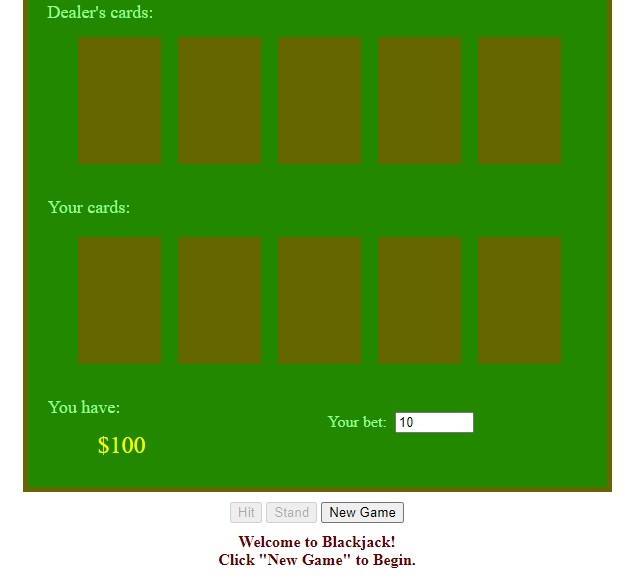 Dealer's cards:
Your cards:
You have:
$100
Your bet: 10
Hit Stand New Game
Welcome to Blackjack!
Click "New Game" to Begin.